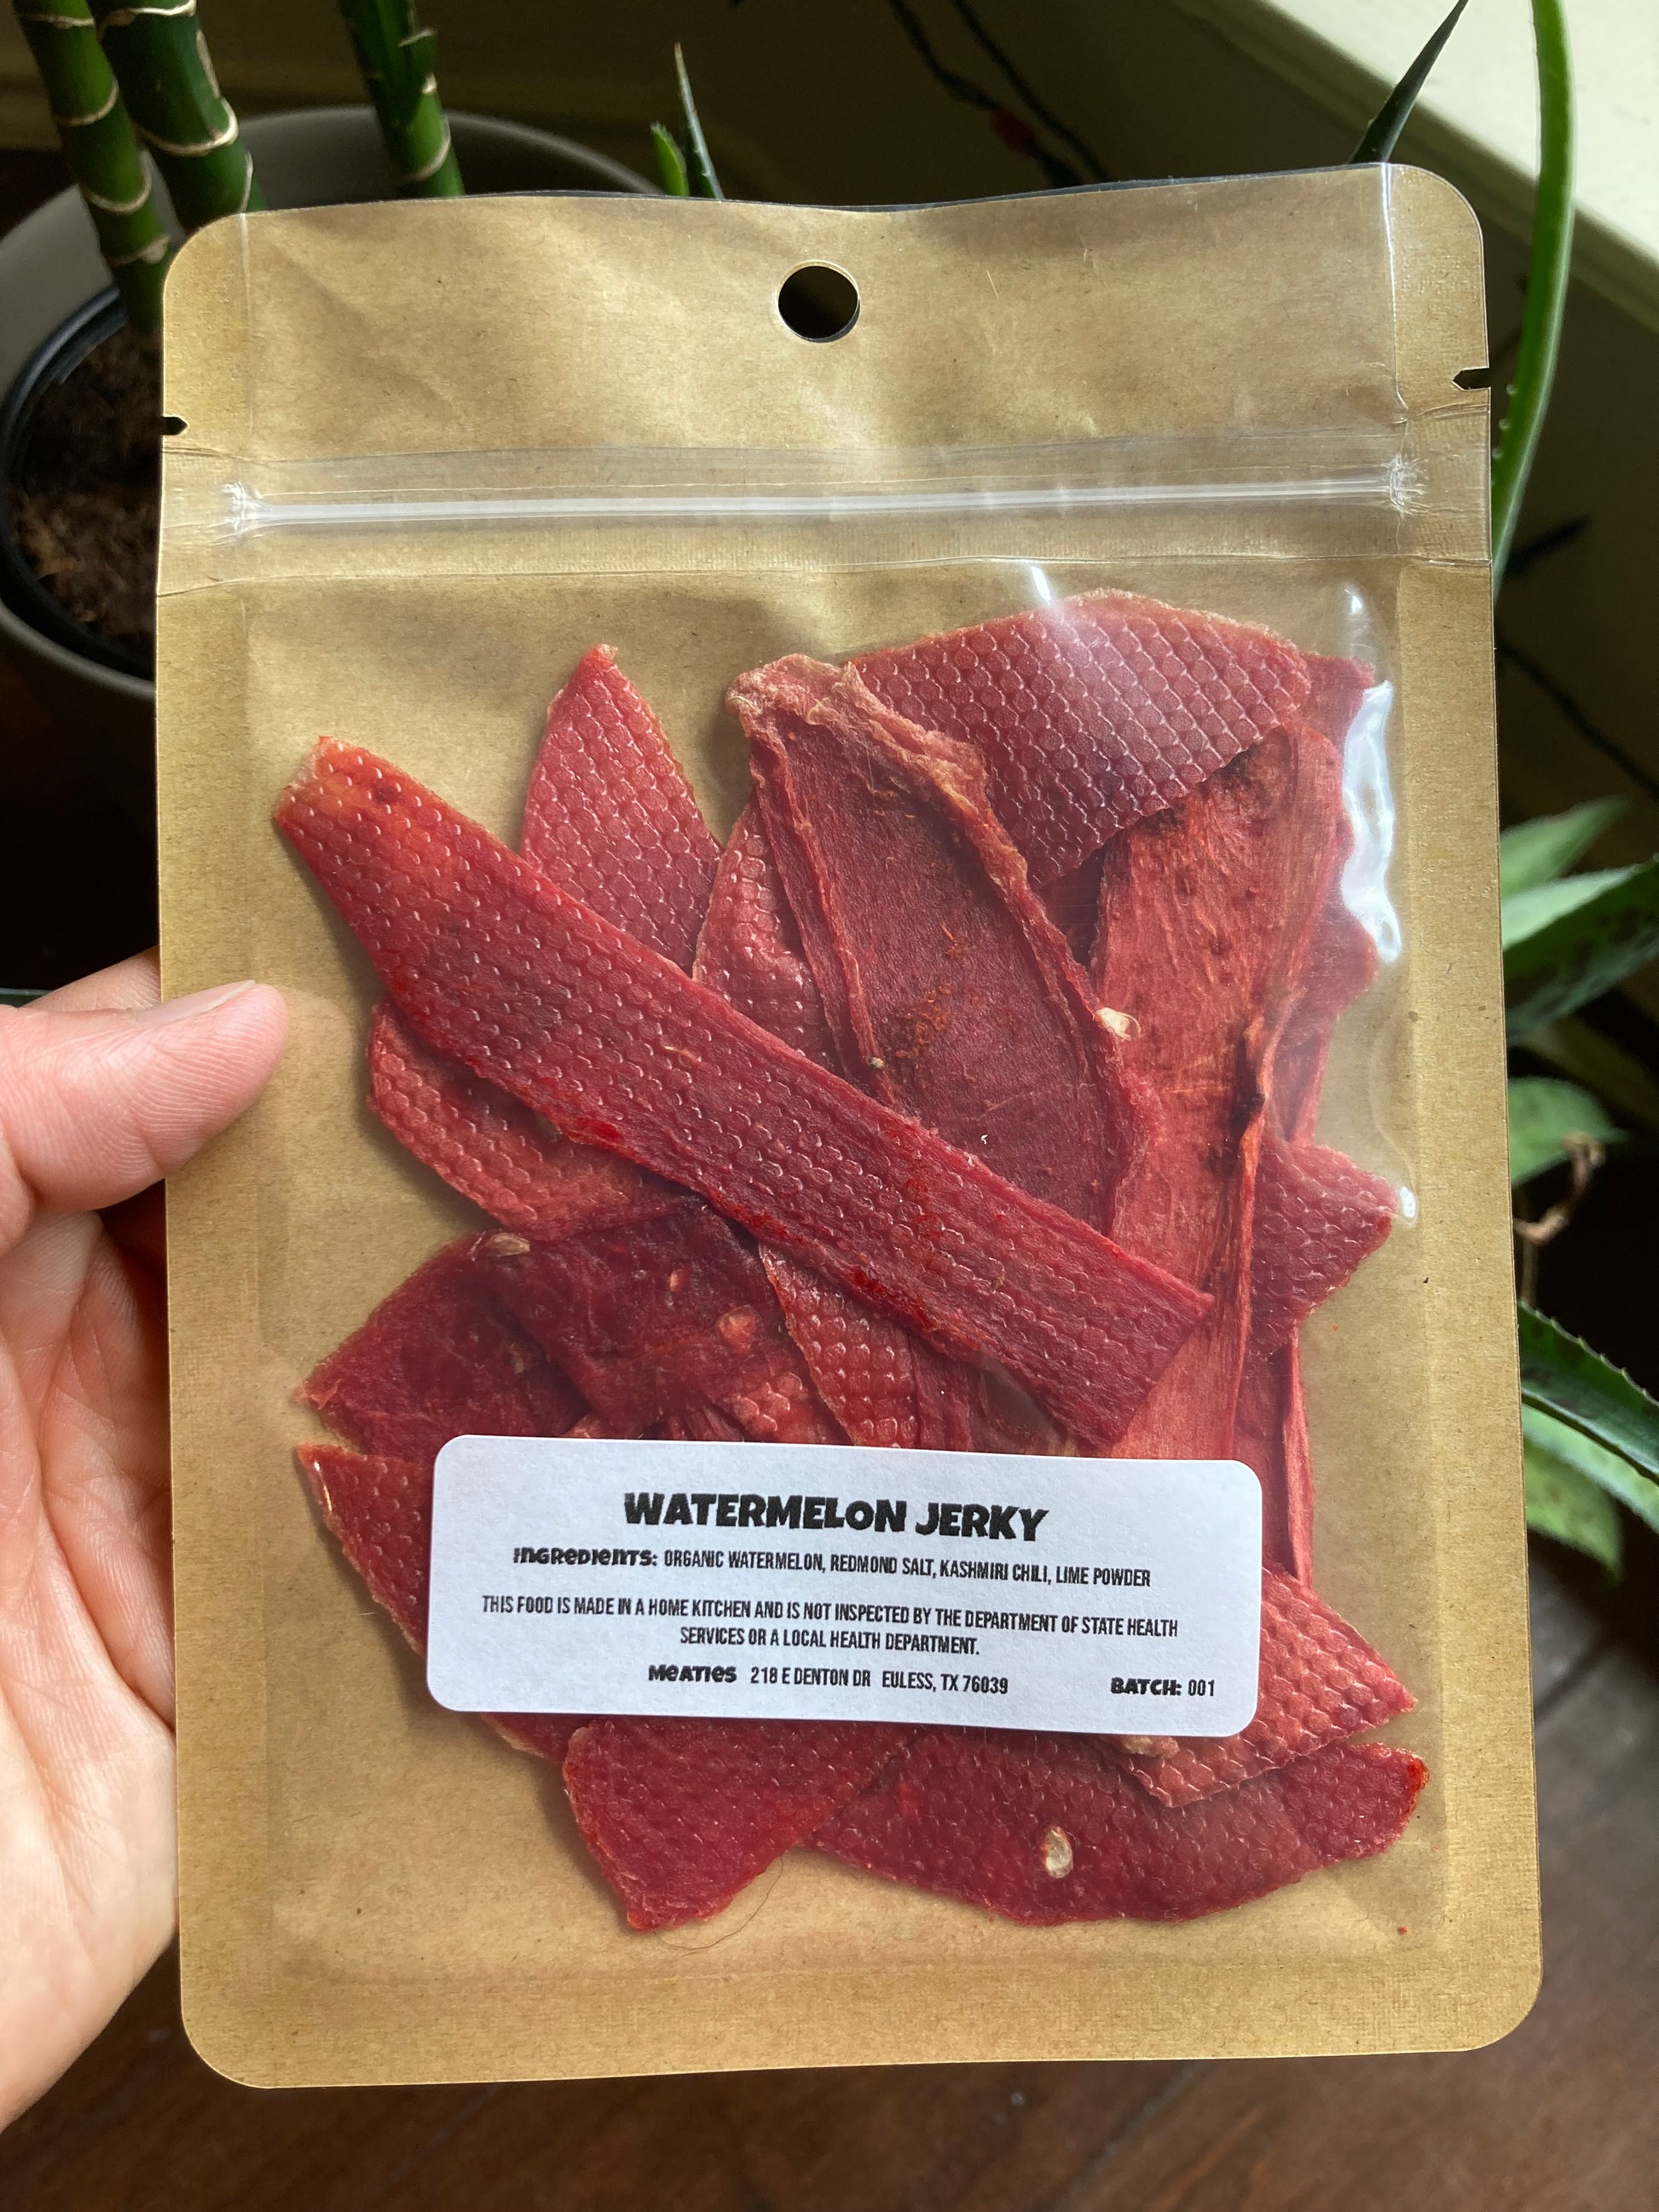 WATERMELON JERKY
INGREDIENTS: ORGANIC WATERMELON, REDMOND SALT, KASHMIRI CHILI, LIME POWDER
THIS FOOD IS MADE IN A HOME KITCHEN AND IS NOT INSPECTED BY THE DEPARTMENT OF STATE HEALTH
SERVICES OR A LOCAL HEALTH DEPARTMENT.
MEATIES 218 E DENTON DR EULESS, TX 76039 BATCH: 001